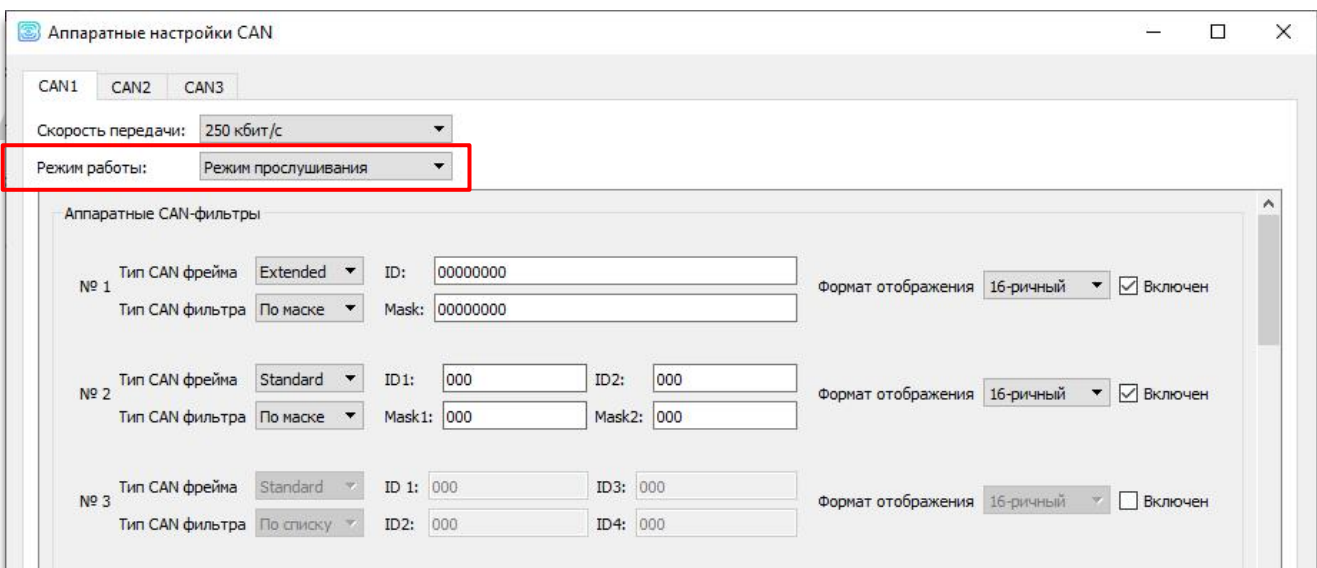 Аппаратные настройки CAN
CAN1 CAN2 CAN3
Скорость передачи: 250 кбит/с
Режим работы: Режим прослушивания
Аппаратные CAN-фильтры
№ 1
Тип CAN фрейма Extended ID: 00000000
Тип CAN фильтра По маске Mask: 00000000
Формат отображения 16-ричный Включен
№ 2
Тип CAN фрейма Standard ID1: 000 ID2: 000
Тип CAN фильтра По маске Mask1: 000 Mask2: 000
Формат отображения 16-ричный Включен
№ 3
Тип CAN фрейма Standard ID 1: 000 ID3: 000
Тип CAN фильтра По списку ID2: 000 ID4: 000
Формат отображения 16-ричный Включен